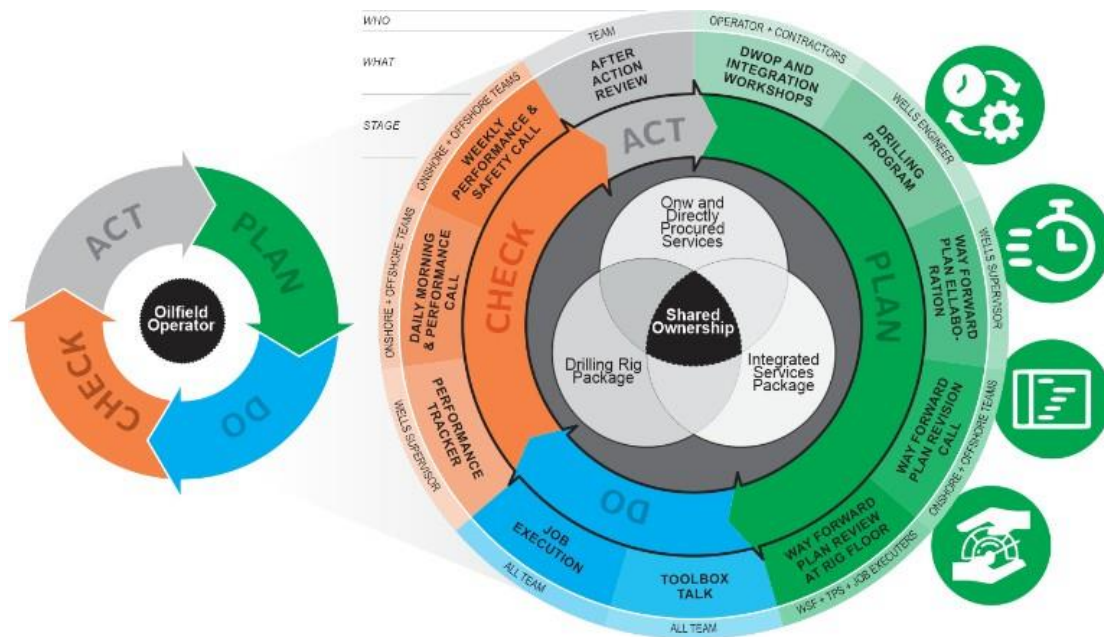 ACT
PLAN
DO
CHECK
Oilfield
Operator
WHO
WHAT
STAGE
TEAM
AFTER
ACTION
REVIEW
OPERATOR + CONTRACTORS
DWOP AND
INTEGRATION
WORKSHOPS
WELLS ENGINEER
DRILLING
PROGRAM
WELLS SUPERVISOR
WAY FORWARD
PLAN ELLABO-
RATION
ONSHORE + OFFSHORE TEAMS
WAY FORWARD
PLAN REVISION
CALL
WSF + TPS + JOB EXECUTERS
WAY FORWARD
PLAN REVIEW
AT RIG FLOOR
ALL TEAM
TOOLBOX
TALK
ALL TEAM
JOB
EXECUTION
WELLS SUPERVISOR
PERFORMANCE
TRACKER
ONSHORE + OFFSHORE TEAMS
DAILY MORNING
& PERFORMANCE
CALL
ONSHORE + OFFSHORE TEAMS
WEEKLY
PERFORMANCE &
SAFETY CALL
ACT
PLAN
DO
CHECK
Onw and
Directly
Procured
Services
Shared
Ownership
Drilling Rig
Package
Integrated
Services
Package